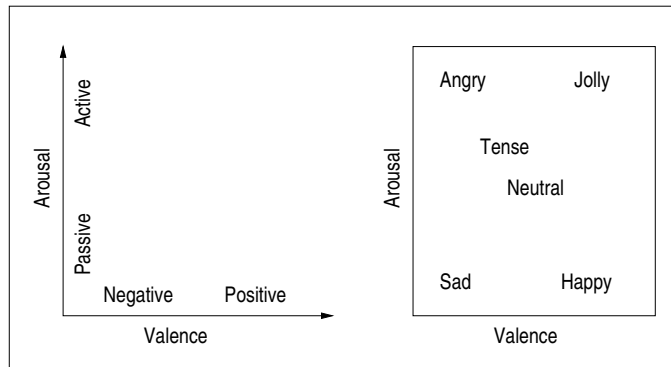 Arousal
Active
Passive
Negative Positive
Valence
Arousal
Angry Jolly
Tense
Neutral
Sad Happy
Valence